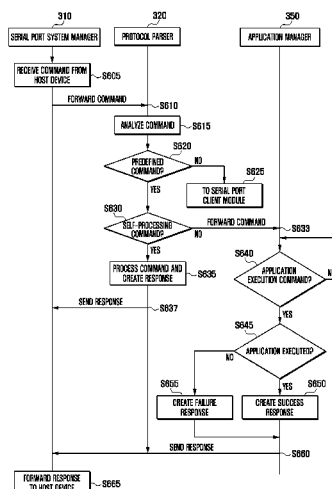 310
320
350
SERIAL PORT SYSTEM MANAGER
PROTOCOL PARSER
APPLICATION MANAGER
RECEIVE COMMAND FROM
HOST DEVICE
S605
FORWARD COMMAND
S610
ANALYZE COMMAND
S615
S620
PREDEFINED
COMMAND?
NO
YES
S625
TO SERIAL PORT
CLIENT MODULE
S630
SELF-PROCESSING
COMMAND?
NO
FORWARD COMMAND
S633
YES
PROCESS COMMAND AND
CREATE RESPONSE
S635
SEND RESPONSE
S637
S640
APPLICATION
EXECUTION COMMAND?
N
YES
S645
APPLICATION EXECUTED?
NO
YES
S655
CREATE FAILURE
RESPONSE
S650
CREATE SUCCESS
RESPONSE
SEND RESPONSE
S660
FORWARD RESPONSE
TO HOST DEVICE
S665